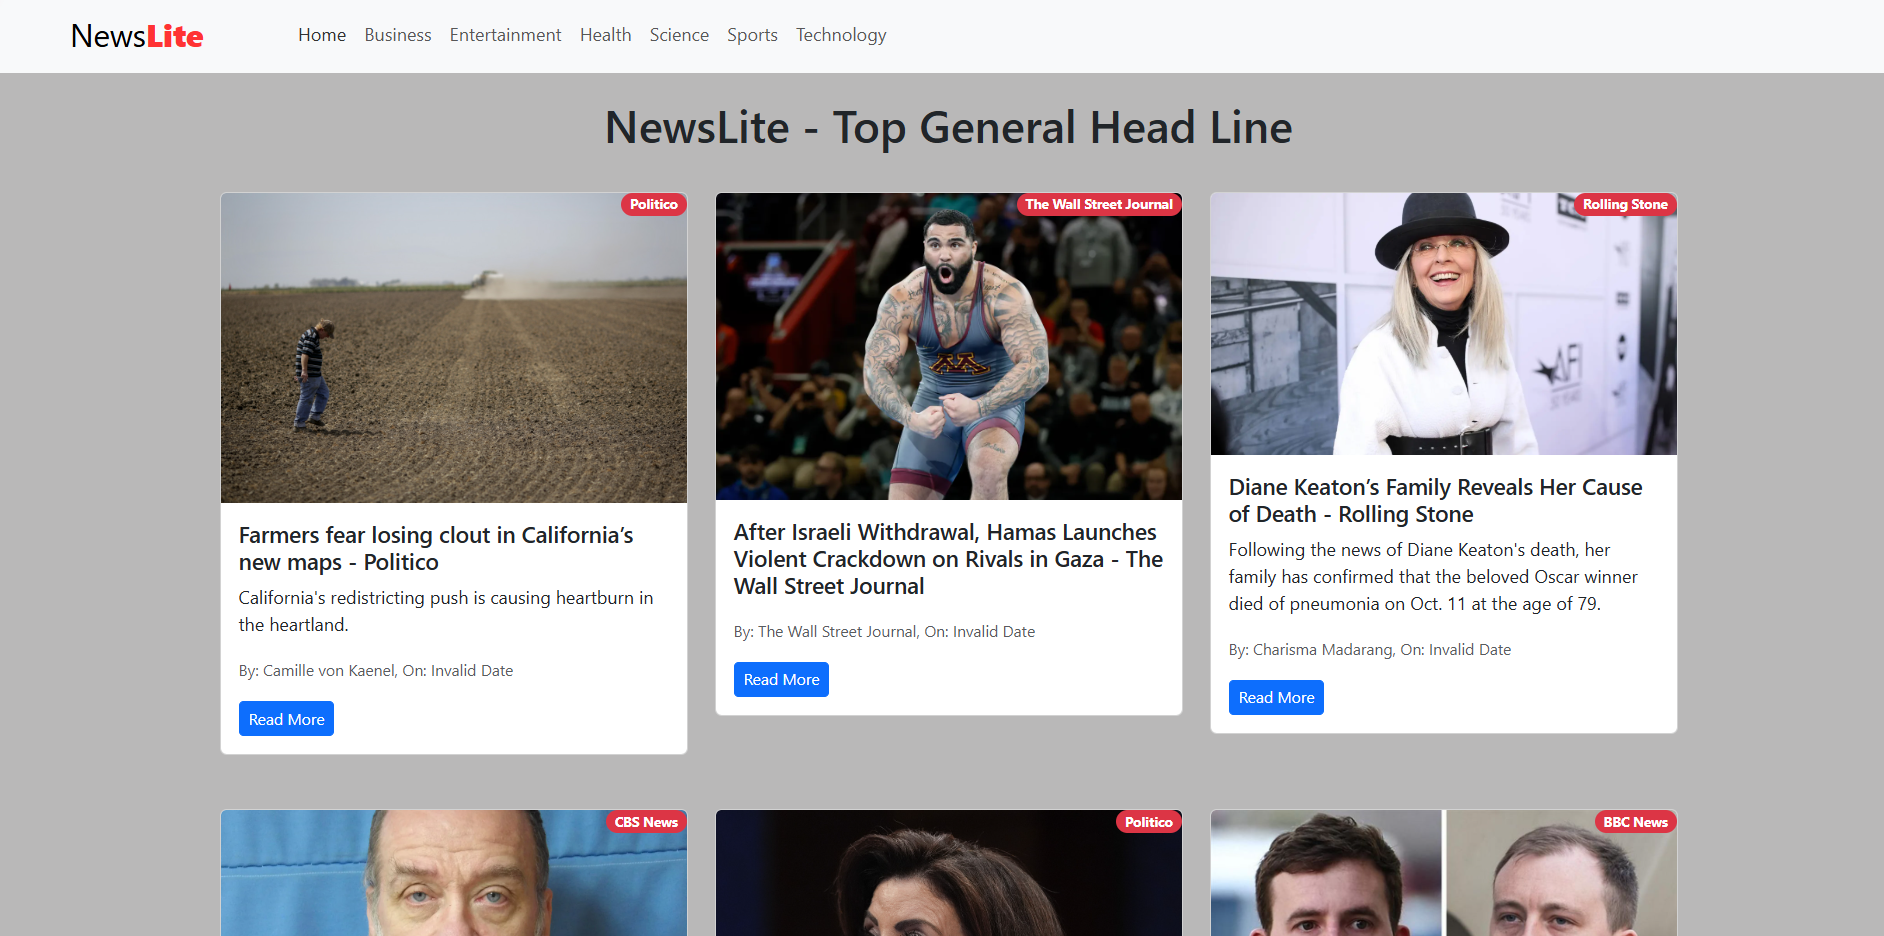 NewsLite
Home Business Entertainment Health Science Sports Technology
NewsLite - Top General Head Line
Politico
Farmers fear losing clout in California’s
new maps - Politico
California's redistricting push is causing heartburn in
the heartland.
By: Camille von Kaenel, On: Invalid Date
Read More
The Wall Street Journal
M
After Israeli Withdrawal, Hamas Launches
Violent Crackdown on Rivals in Gaza - The
Wall Street Journal
By: The Wall Street Journal, On: Invalid Date
Read More
Rolling Stone
AFI
Diane Keaton’s Family Reveals Her Cause
of Death - Rolling Stone
Following the news of Diane Keaton's death, her
family has confirmed that the beloved Oscar winner
died of pneumonia on Oct. 11 at the age of 79.
By: Charisma Madarang, On: Invalid Date
Read More
CBS News
Politico
BBC News